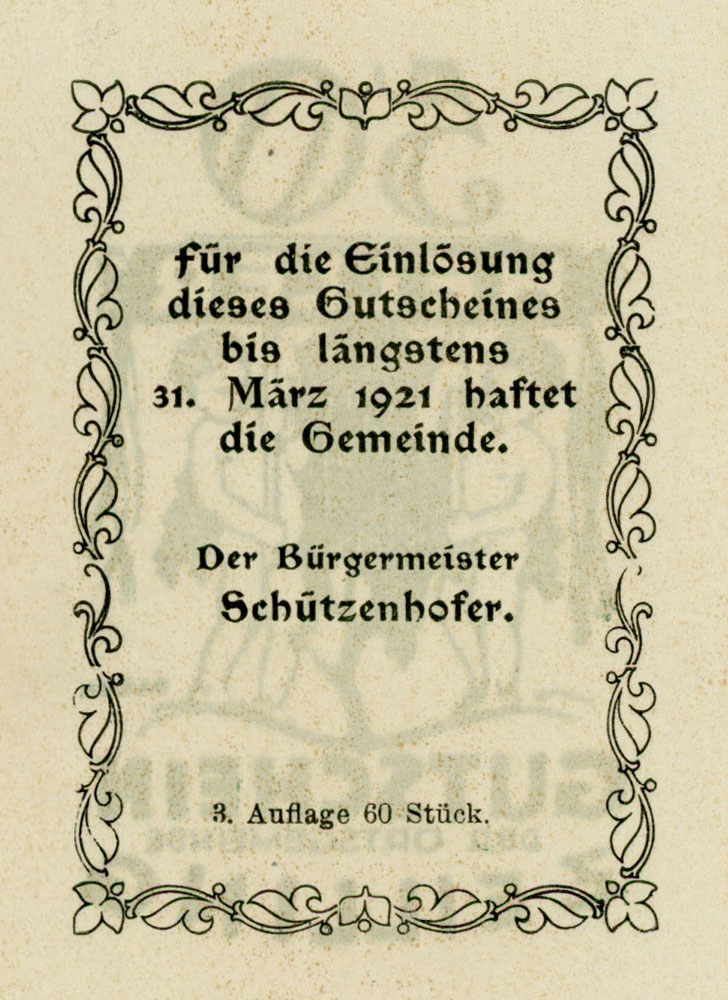 für die Einlösung
dieses Gutscheines
bis längstens
31. März 1921 haftet
die Gemeinde.
Der Bürgermeister
Schützenhofer.
3. Auflage 60 Stück.